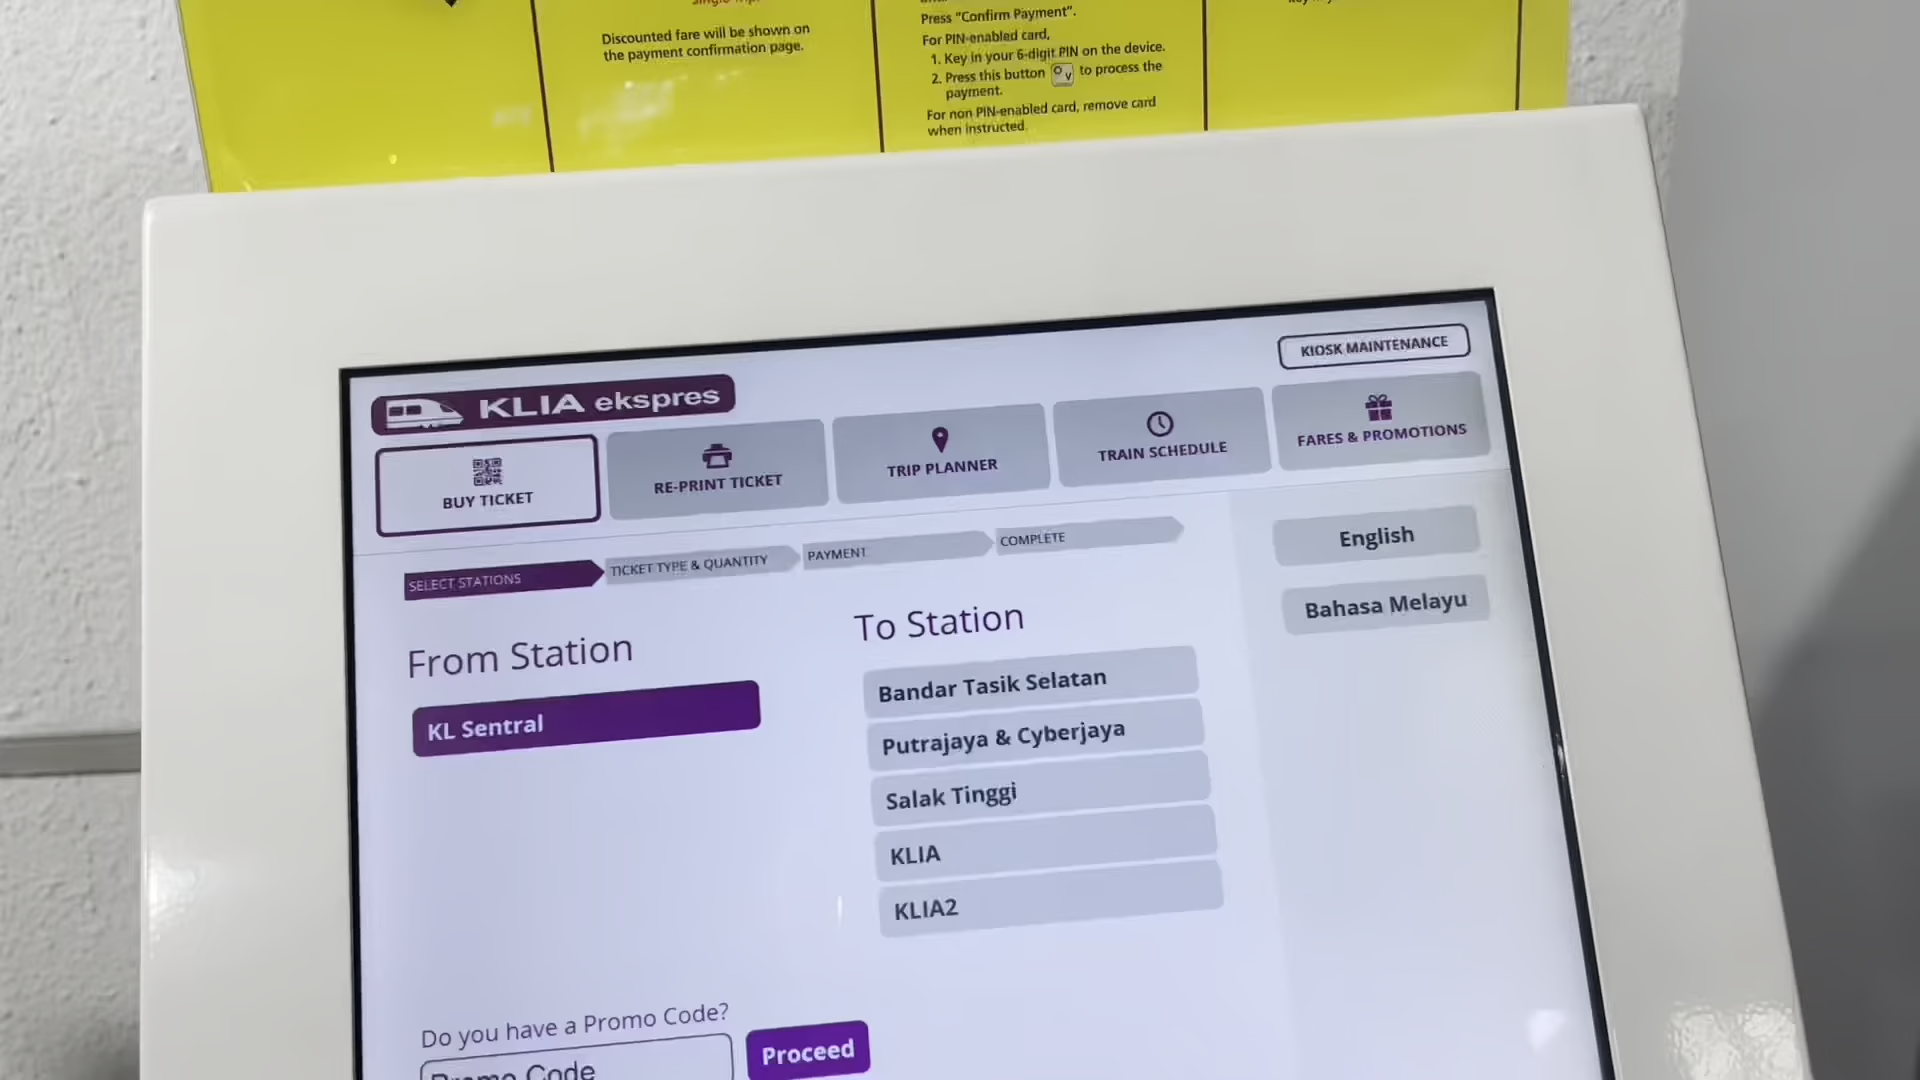 Discounted fare will be shown on
the payment confirmation page.
Press “Confirm Payment”.
For PIN-enabled card,
1. Key in your 6-digit PIN on the device.
2. Press this button to process the
payment.
For non PIN-enabled card, remove card
when instructed.
KIOSK MAINTENANCE
KLIA ekspres
BUY TICKET
RE-PRINT TICKET
TRIP PLANNER
TRAIN SCHEDULE
FARES & PROMOTIONS
SELECT STATIONS
TICKET TYPE & QUANTITY
PAYMENT
COMPLETE
English
Bahasa Melayu
From Station
KL Sentral
To Station
Bandar Tasik Selatan
Putrajaya & Cyberjaya
Salak Tinggi
KLIA
KLIA2
Do you have a Promo Code?
Promo Code
Proceed